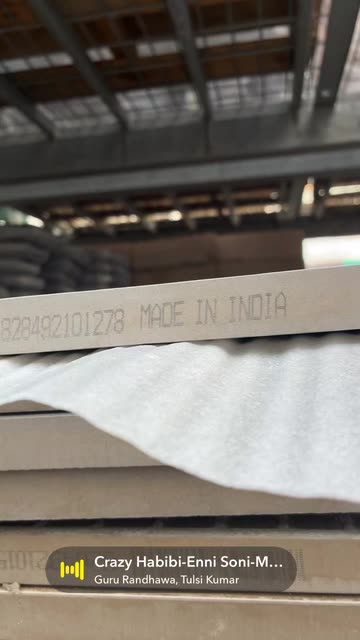 828492101278 MADE IN INDIA
Crazy Habibi-Enni Soni-M...
Guru Randhawa, Tulsi Kumar